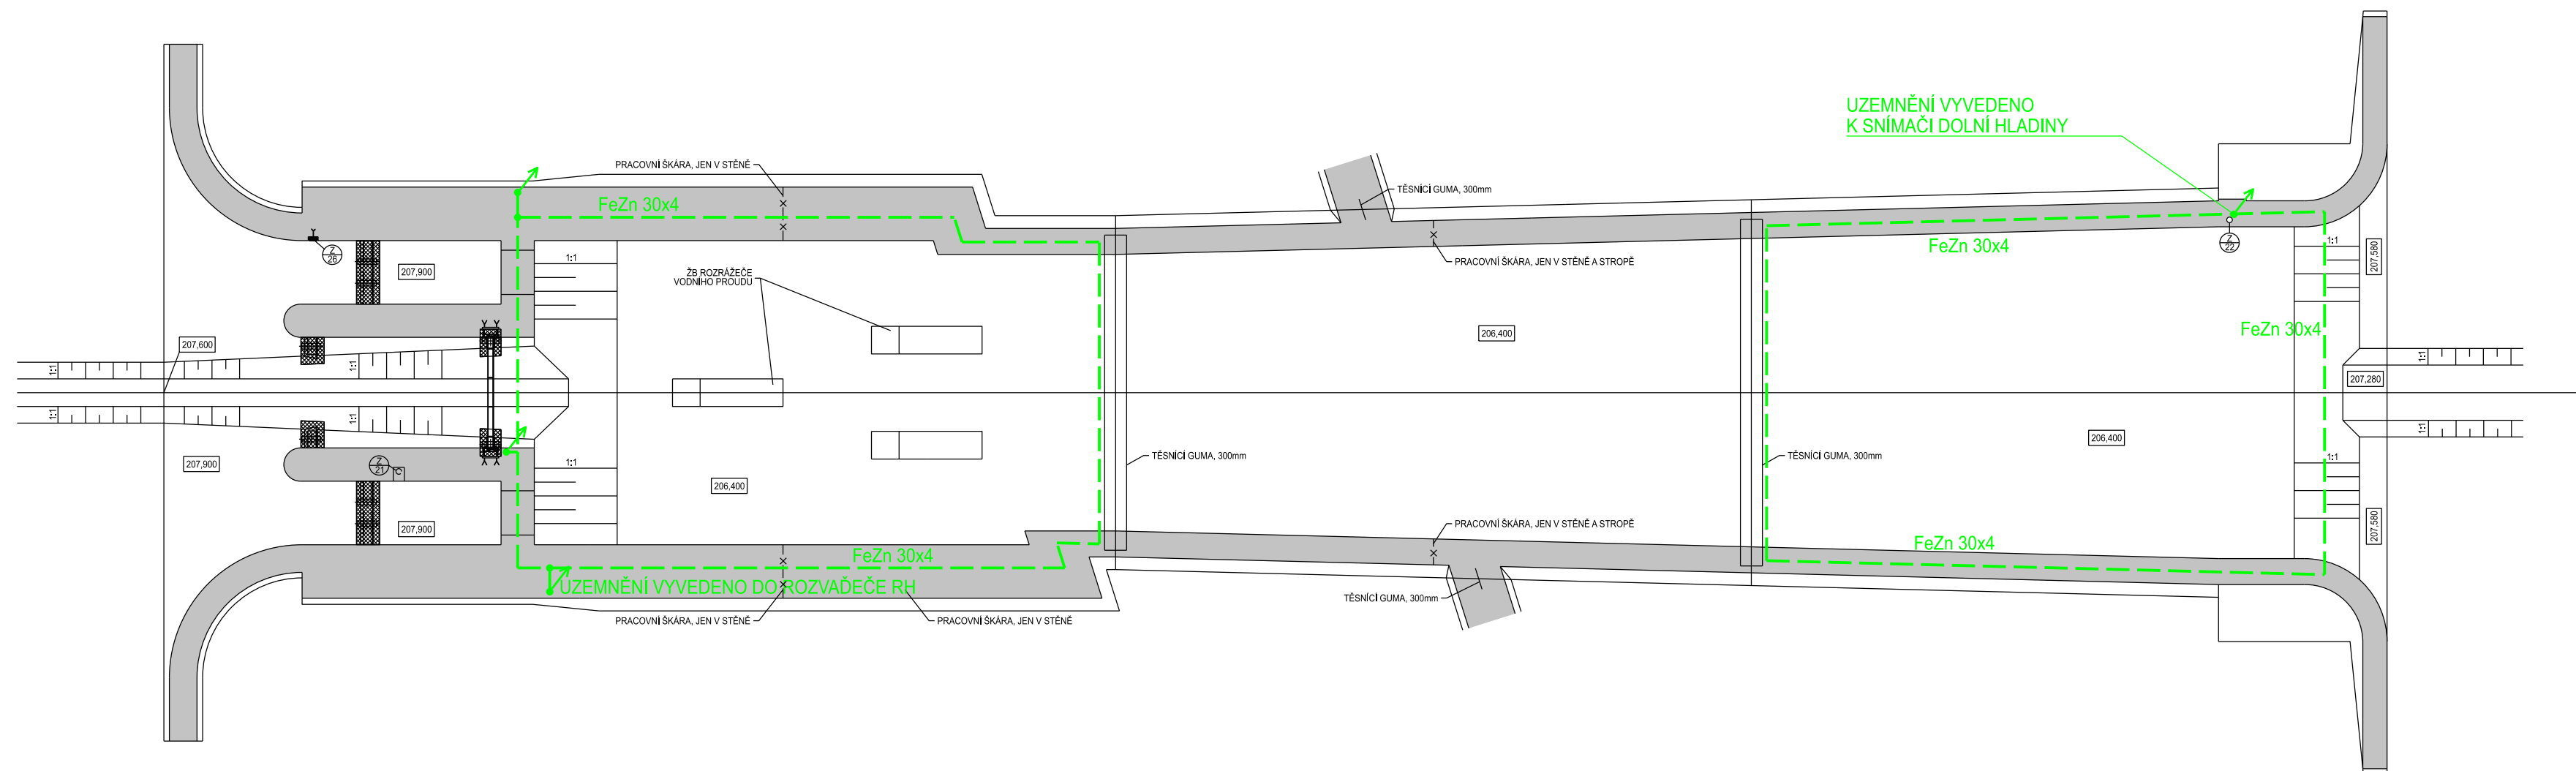 UZEMNĚNÍ VYVEDENO
K SNÍMAČI DOLNÍ HLADINY
PRACOVNÍ ŠKÁRA, JEN V STĚNĚ
TĚSNÍCÍ GUMA, 300mm
FeZn 30x4
FeZn 30x4
Z
26
Z
22
1:1
1:1
207,900
207,580
ŽB ROZRÁŽEČE
VODNÍHO PROUDU
PRACOVNÍ ŠKÁRA, JEN V STĚNĚ A STROPĚ
206,400
FeZn 30x4
207,600
1:1
1:1
1:1
207,280
1:1
1:1
1:1
206,400
TĚSNÍCÍ GUMA, 300mm
TĚSNÍCÍ GUMA, 300mm
207,900
Z
21
C
1:1
1:1
206,400
207,900
207,580
PRACOVNÍ ŠKÁRA, JEN V STĚNĚ A STROPĚ
FeZn 30x4
FeZn 30x4
UZEMNĚNÍ VYVEDENO DO ROZVAĎEČE RH
TĚSNÍCÍ GUMA, 300mm
PRACOVNÍ ŠKÁRA, JEN V STĚNĚ
PRACOVNÍ ŠKÁRA, JEN V STĚNĚ